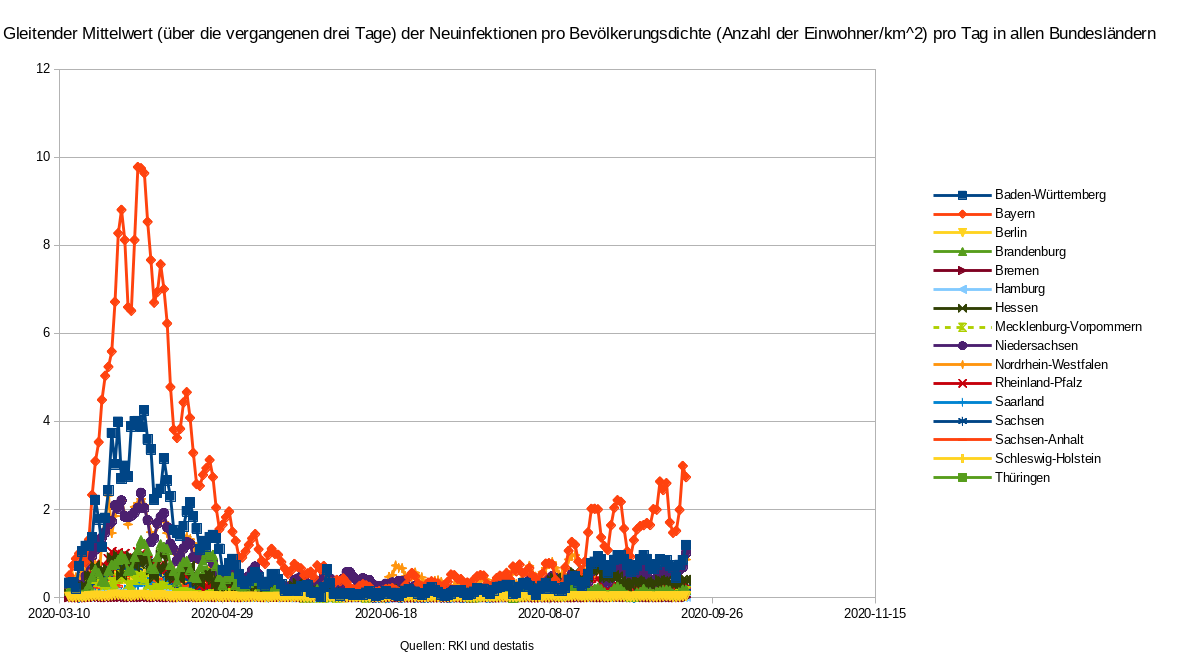 Gleitender Mittelwert (über die vergangenen drei Tage) der Neuinfektionen pro Bevölkerungsdichte (Anzahl der Einwohner/km^2) pro Tag in allen Bundesländern
12
10
8
6
4
2
0
2020-03-10 2020-04-29 2020-06-18 2020-08-07 2020-09-26 2020-11-15
Quellen: RKI und destatis
Baden-Württemberg
Bayern
Berlin
Brandenburg
Bremen
Hamburg
Hessen
Mecklenburg-Vorpommern
Niedersachsen
Nordrhein-Westfalen
Rheinland-Pfalz
Saarland
Sachsen
Sachsen-Anhalt
Schleswig-Holstein
Thüringen